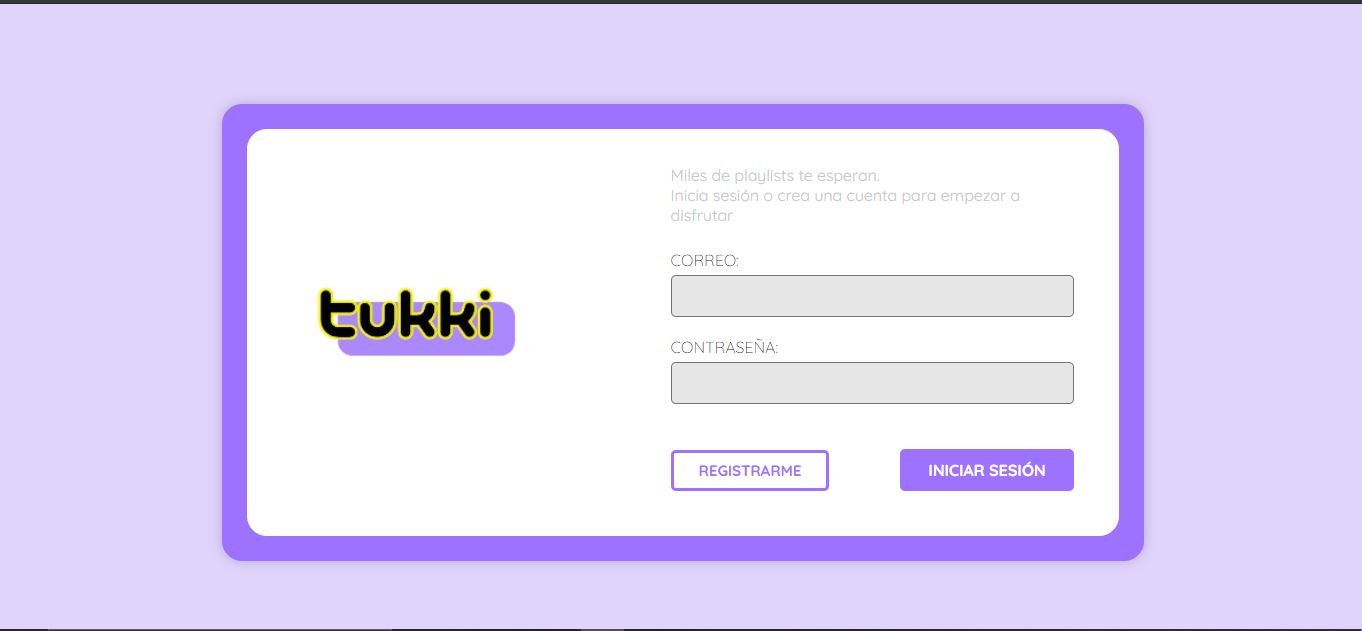 tukki
Miles de playlists te esperan.
Inicia sesión o crea una cuenta para empezar a
disfrutar
CORREO:
CONTRASEÑA:
REGISTRARME
INICIAR SESIÓN